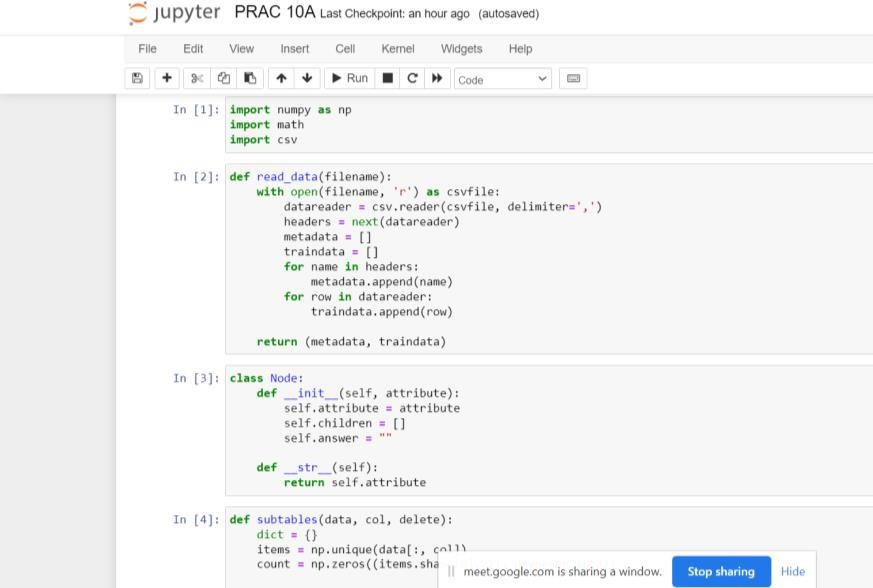 jupyter PRAC 10A Last Checkpoint: an hour ago (autosaved)
File Edit View Insert Cell Kernel Widgets Help
Run Code
In [1]: import numpy as np
import math
import csv
In [2]: def read_data(filename):
    with open(filename, 'r') as csvfile:
        datareader = csv.reader(csvfile, delimiter=',')
        headers = next(datareader)
        metadata = []
        traindata = []
        for name in headers:
            metadata.append(name)
        for row in datareader:
            traindata.append(row)
    return (metadata, traindata)
In [3]: class Node:
    def __init__(self, attribute):
        self.attribute = attribute
        self.children = []
        self.answer = ""
    def __str__(self):
        return self.attribute
In [4]: def subtables(data, col, delete):
    dict = {}
    items = np.unique(data[:, col])
    count = np.zeros((items.sha
meet.google.com is sharing a window. Stop sharing Hide